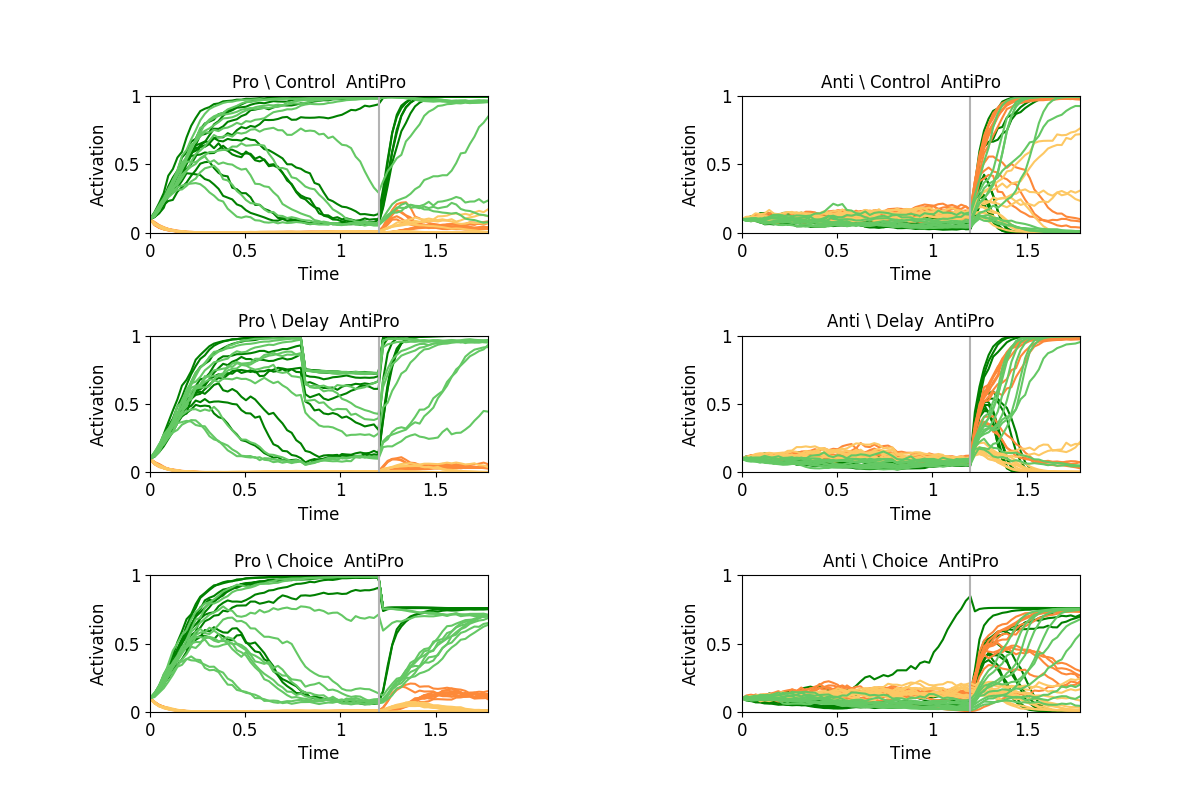 Pro \ Control  AntiPro
1
0.5
0
Activation
0 0.5 1 1.5
Time
Anti \ Control  AntiPro
1
0.5
0
Activation
0 0.5 1 1.5
Time
Pro \ Delay  AntiPro
1
0.5
0
Activation
0 0.5 1 1.5
Time
Anti \ Delay  AntiPro
1
0.5
0
Activation
0 0.5 1 1.5
Time
Pro \ Choice  AntiPro
1
0.5
0
Activation
0 0.5 1 1.5
Time
Anti \ Choice  AntiPro
1
0.5
0
Activation
0 0.5 1 1.5
Time